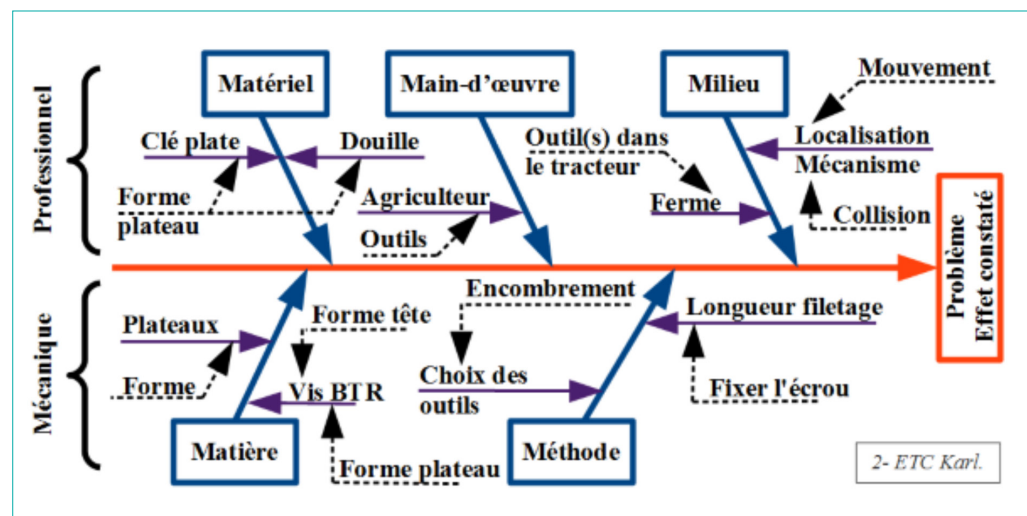 Professionnel
Matériel
Main-d'œuvre
Milieu
Mouvement
Clé plate
Douille
Forme
plateau
Agriculteur
Outils
Outil(s) dans
le tracteur
Ferme
Localisation
Mécanisme
Collision
Problème
Effet constaté
Mécanique
Plateaux
Forme
Forme tête
Vis BTR
Forme plateau
Matière
Encombrement
Choix des
outils
Longueur filetage
Fixer l'écrou
Méthode
2- ETC Karl.